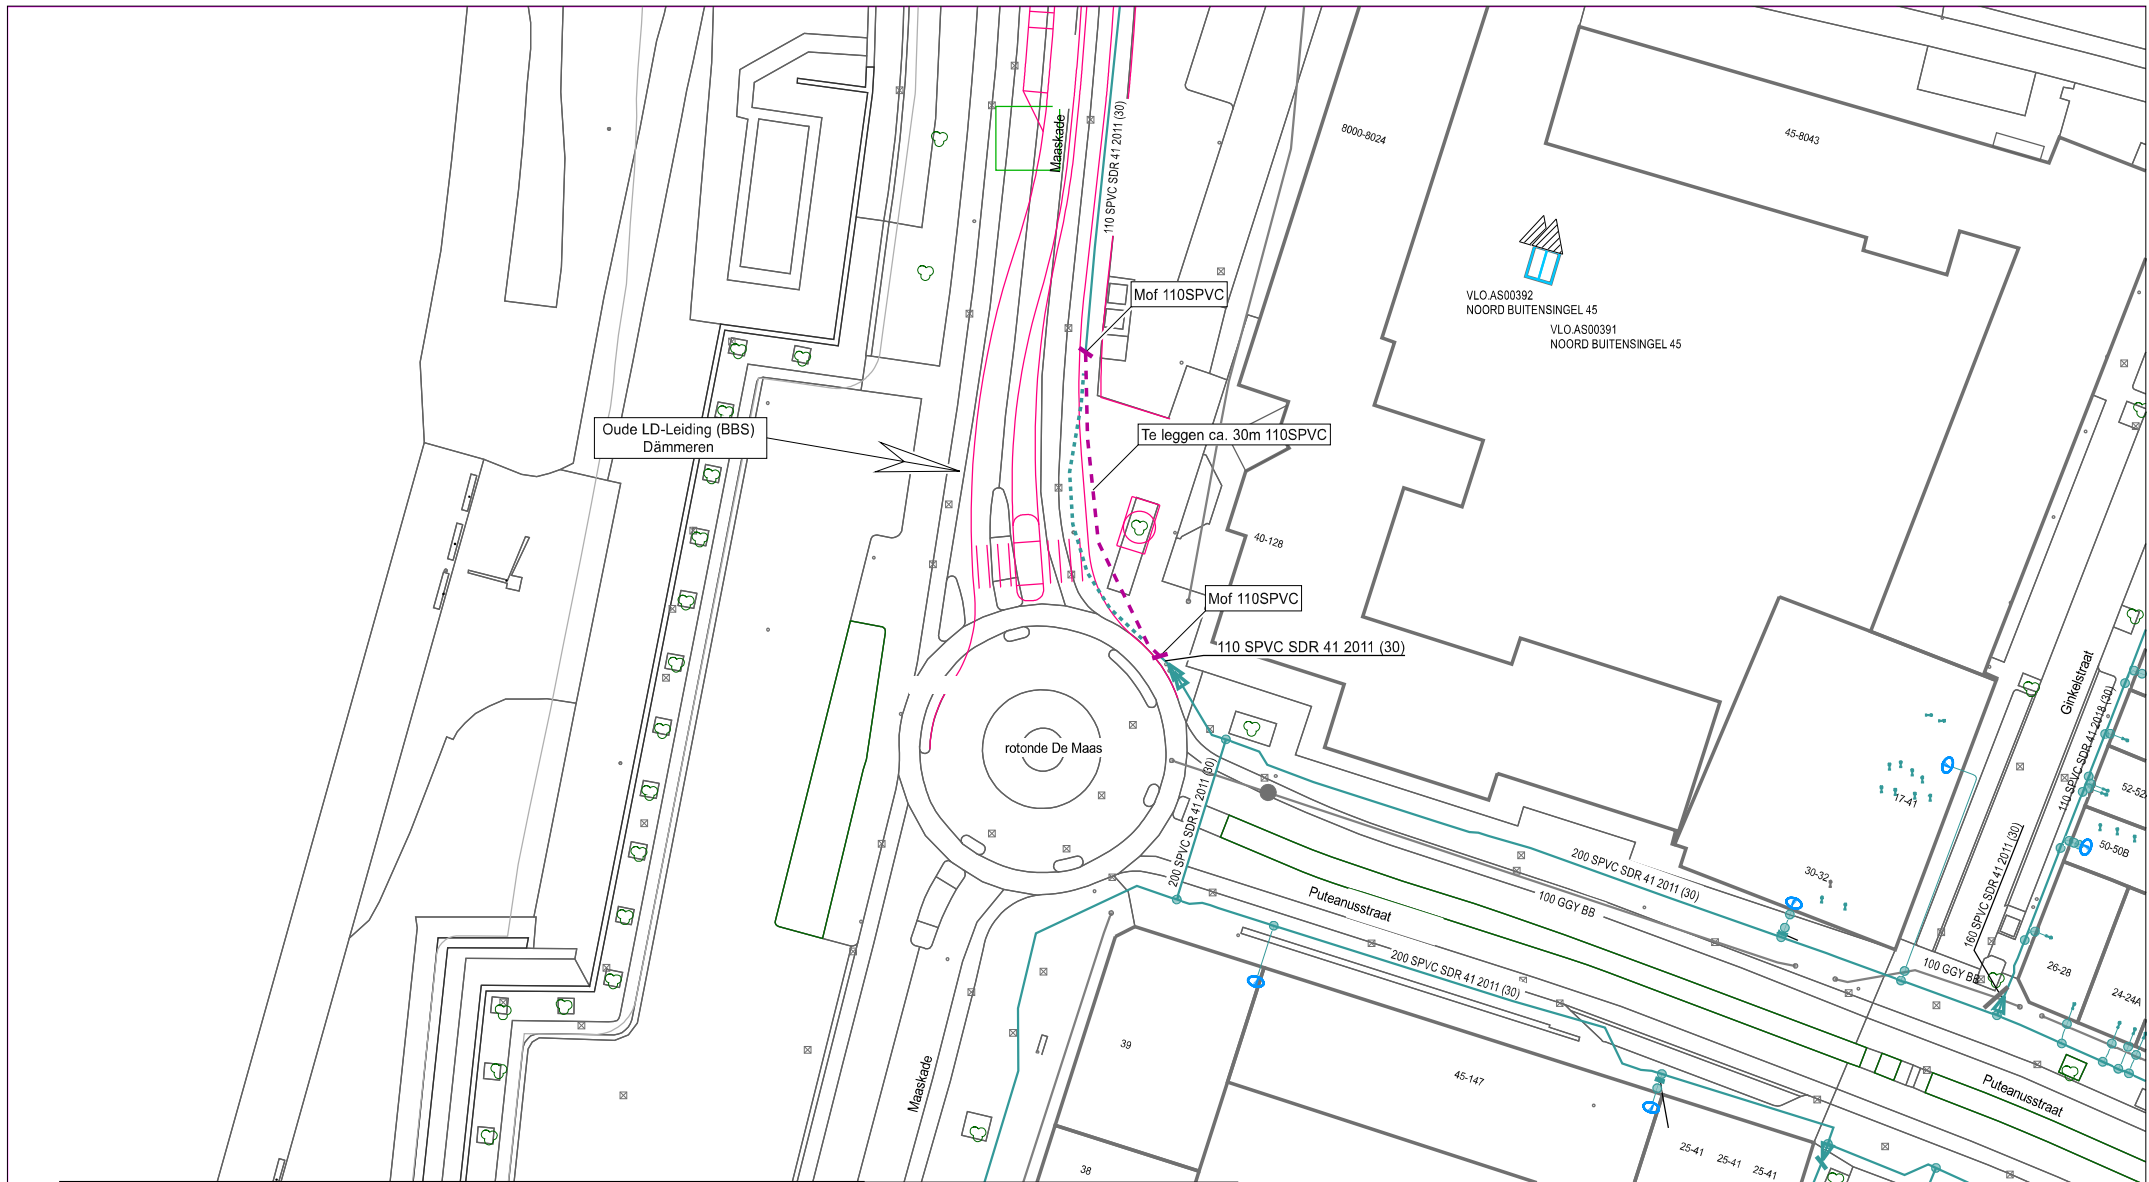 Maaskade
110 SPVC SDR 41 2011 (30)
8000-8024
45-8043
VLO.AS00392
NOORD BUITENSINGEL 45
VLO.AS00391
NOORD BUITENSINGEL 45
Mof 110SPVC
Oude LD-Leiding (BBS)
Dämmeren
Te leggen ca. 30m 110SPVC
40-128
Mof 110SPVC
110 SPVC SDR 41 2011 (30)
Ginkelstraat
110 SPVC SDR 41 2018 (30)
rotonde De Maas
200 SPVC SDR 41 2011 (30)
17-41
52-52
50-50B
160 SPVC SDR 41 2011 (30)
200 SPVC SDR 41 2011 (30)
30-32
Puteanusstraat
100 GGY BB
200 SPVC SDR 41 2011 (30)
100 GGY BB
26-28
24-24A
39
45-147
Maaskade
Puteanusstraat
25-41
25-41
25-41
38